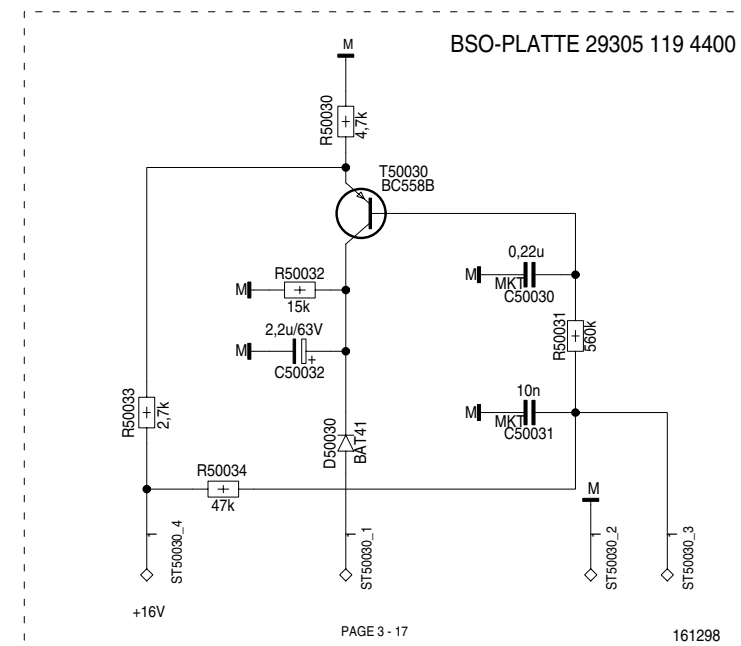 BSO-PLATTE 29305 119 4400
M
R50030
4,7k
T50030
BC558B
0,22u
M
MKT
C50030
R50032
M
15k
R50031
560k
2,2u/63V
M
+
C50032
10n
M
MKT
C50031
R50033
2,7k
D50030
BAT41
R50034
47k
M
1
ST50030_4
1
ST50030_1
1
ST50030_2
1
ST50030_3
+16V
PAGE 3 - 17
161298